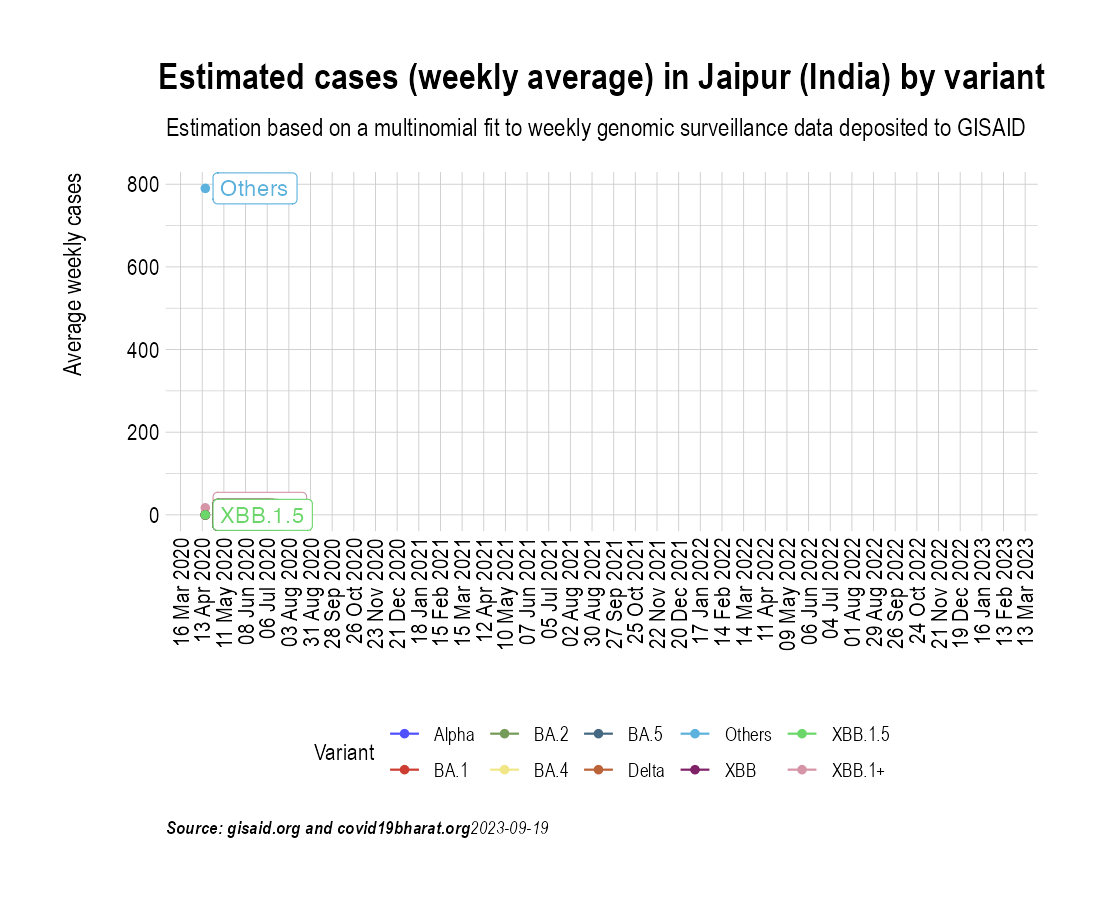 Estimated cases (weekly average) in Jaipur (India) by variant
Estimation based on a multinomial fit to weekly genomic surveillance data deposited to GISAID
Average weekly cases
800
600
400
200
0
Others
XBB.1.5
16 Mar 2020
13 Apr 2020
11 May 2020
08 Jun 2020
06 Jul 2020
03 Aug 2020
31 Aug 2020
28 Sep 2020
26 Oct 2020
23 Nov 2020
21 Dec 2020
18 Jan 2021
15 Feb 2021
15 Mar 2021
12 Apr 2021
10 May 2021
07 Jun 2021
05 Jul 2021
02 Aug 2021
30 Aug 2021
27 Sep 2021
25 Oct 2021
22 Nov 2021
20 Dec 2021
17 Jan 2022
14 Feb 2022
14 Mar 2022
11 Apr 2022
09 May 2022
06 Jun 2022
04 Jul 2022
01 Aug 2022
29 Aug 2022
26 Sep 2022
24 Oct 2022
21 Nov 2022
19 Dec 2022
16 Jan 2023
13 Feb 2023
13 Mar 2023
Variant
Alpha
BA.2
BA.5
Others
XBB.1.5
BA.1
BA.4
Delta
XBB
XBB.1+
Source: gisaid.org and covid19bharat.org2023-09-19